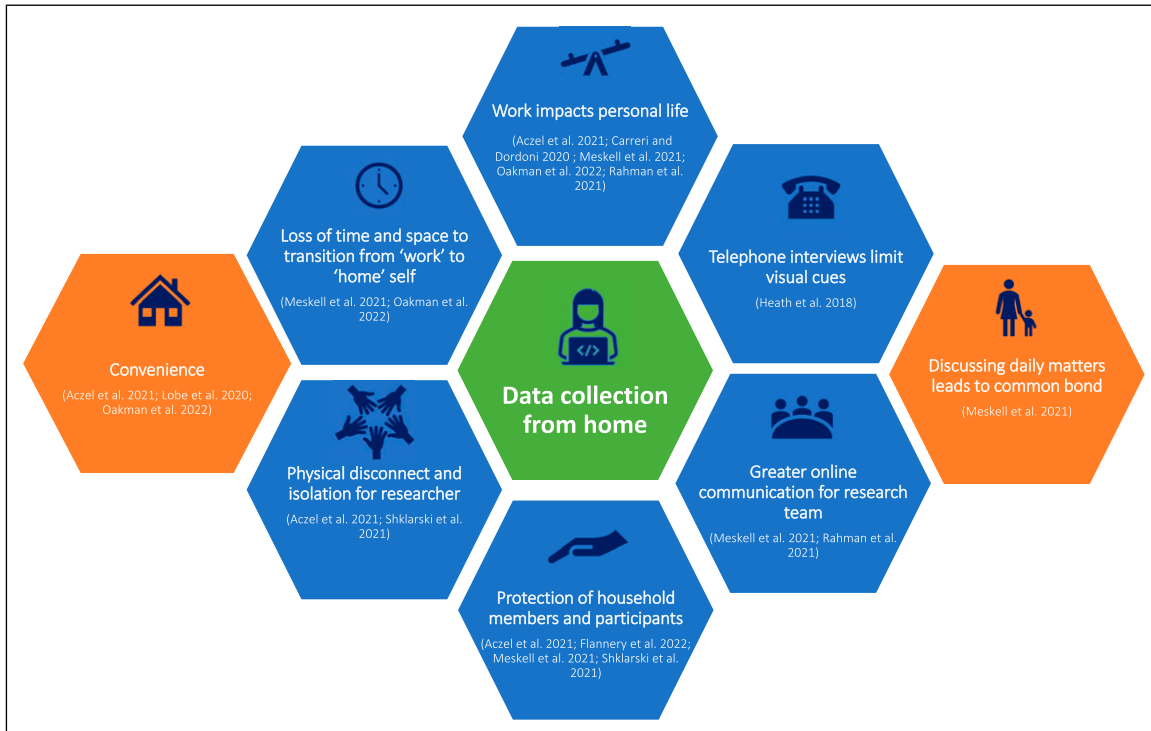 Work impacts personal life
(Aczel et al. 2021; Carreri and
Dordoni 2020 ; Meskell et al. 2021;
Oakman et al. 2022; Rahman et al.
2021)
Loss of time and space to
transition from ‘work’ to
‘home’ self
(Meskell et al. 2021; Oakman et al.
2022)
Telephone interviews limit
visual cues
(Heath et al. 2018)
Convenience
(Aczel et al. 2021; Lobe et al. 2020;
Oakman et al. 2022)
</>
Data collection
from home
Discussing daily matters
leads to common bond
(Meskell et al. 2021)
Physical disconnect and
isolation for researcher
(Aczel et al. 2021; Shklarski et al.
2021)
Greater online
communication for research
team
(Meskell et al. 2021; Rahman et al.
2021)
Protection of household
members and participants
(Aczel et al. 2021; Flannery et al. 2022;
Meskell et al. 2021; Shklarski et al.
2021)